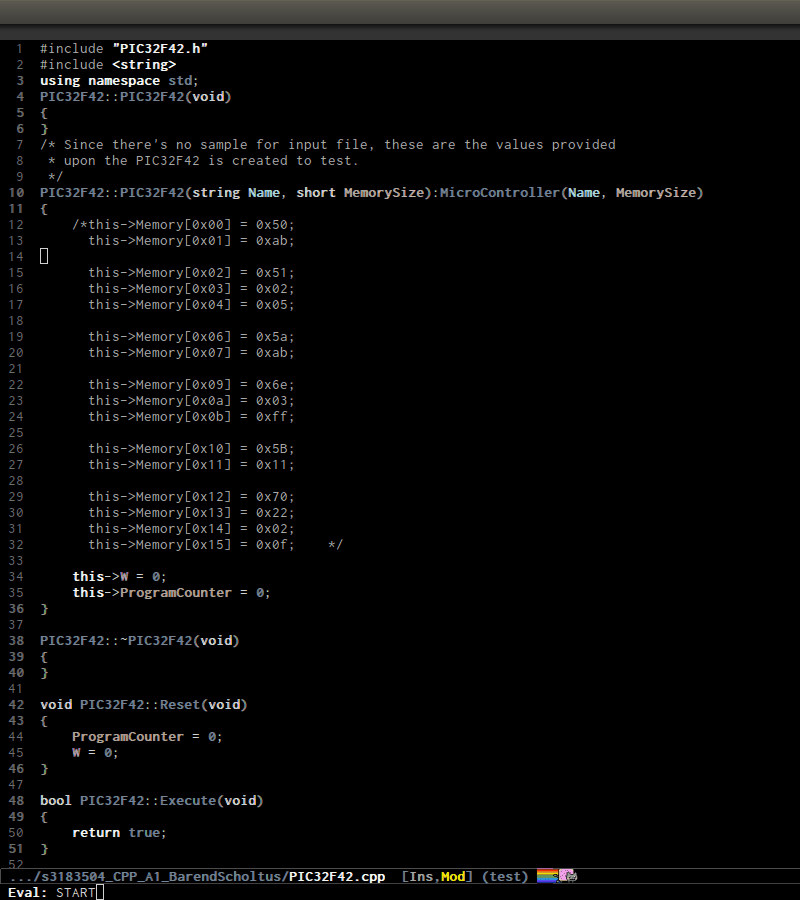 1 #include "PIC32F42.h"
2 #include <string>
3 using namespace std;
4 PIC32F42::PIC32F42(void)
5 {
6 }
7 /* Since there's no sample for input file, these are the values provided
8  * upon the PIC32F42 is created to test.
9  */
10 PIC32F42::PIC32F42(string Name, short MemorySize):MicroController(Name, MemorySize)
11 {
12     /*this->Memory[0x00] = 0x50;
13       this->Memory[0x01] = 0xab;
14
15       this->Memory[0x02] = 0x51;
16       this->Memory[0x03] = 0x02;
17       this->Memory[0x04] = 0x05;
18
19       this->Memory[0x06] = 0x5a;
20       this->Memory[0x07] = 0xab;
21
22       this->Memory[0x09] = 0x6e;
23       this->Memory[0x0a] = 0x03;
24       this->Memory[0x0b] = 0xff;
25
26       this->Memory[0x10] = 0x5B;
27       this->Memory[0x11] = 0x11;
28
29       this->Memory[0x12] = 0x70;
30       this->Memory[0x13] = 0x22;
31       this->Memory[0x14] = 0x02;
32       this->Memory[0x15] = 0x0f;    */
33
34     this->W = 0;
35     this->ProgramCounter = 0;
36 }
37
38 PIC32F42::~PIC32F42(void)
39 {
40 }
41
42 void PIC32F42::Reset(void)
43 {
44     ProgramCounter = 0;
45     W = 0;
46 }
47
48 bool PIC32F42::Execute(void)
49 {
50     return true;
51 }
52
.../s3183504_CPP_A1_BarendScholtus/PIC32F42.cpp  [Ins,Mod] (test)
Eval: START